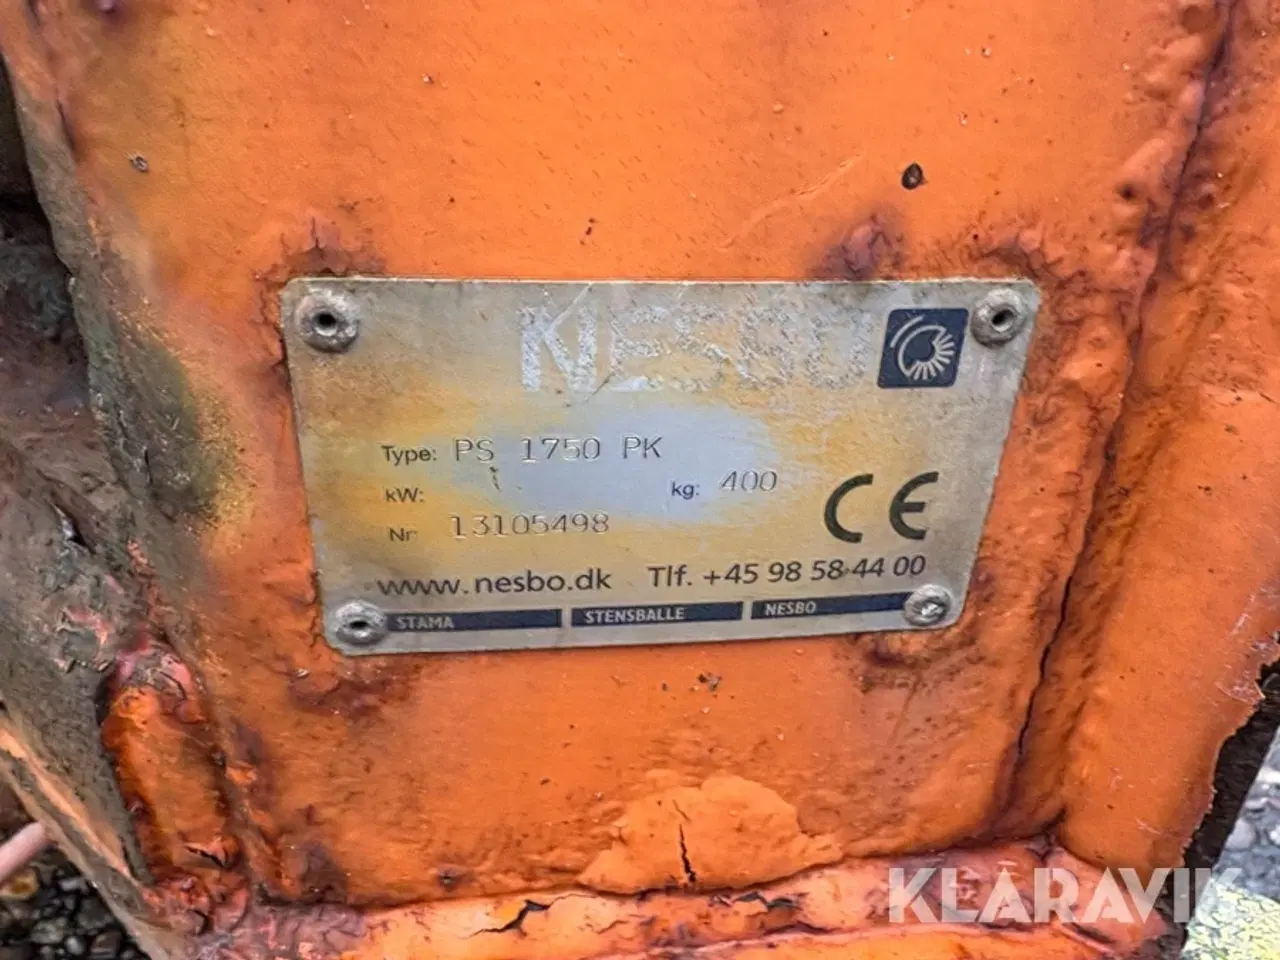 NESBO
Type: PS 1750 PK
kW:
kg: 400
Nr 13105498
CE
www.nesbo.dk Tlf. +45 98 58 44 00
STAMA STENSBALLE NESBO
KLARAVIK